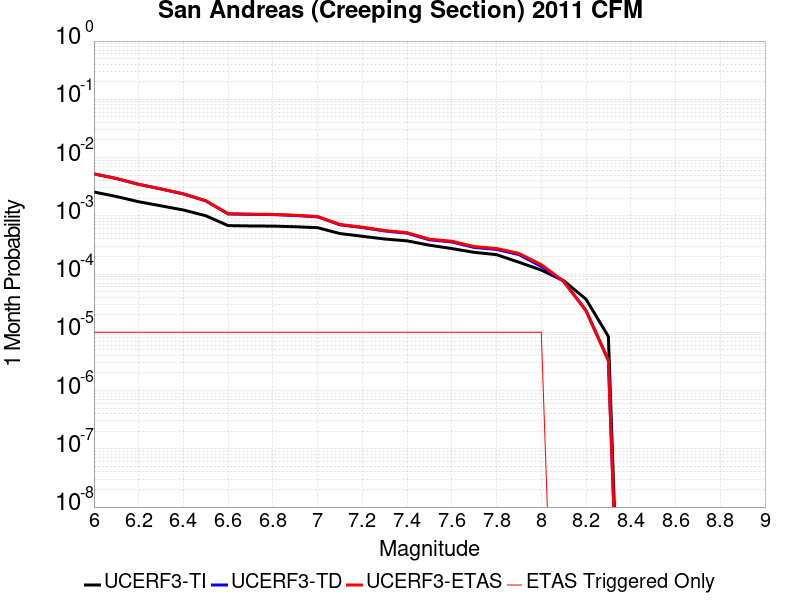 San Andreas (Creeping Section) 2011 CFM
1 Month Probability
10^0
10^-1
10^-2
10^-3
10^-4
10^-5
10^-6
10^-7
10^-8
6 6.2 6.4 6.6 6.8 7 7.2 7.4 7.6 7.8 8 8.2 8.4 8.6 8.8 9
Magnitude
UCERF3-TI UCERF3-TD UCERF3-ETAS ETAS Triggered Only